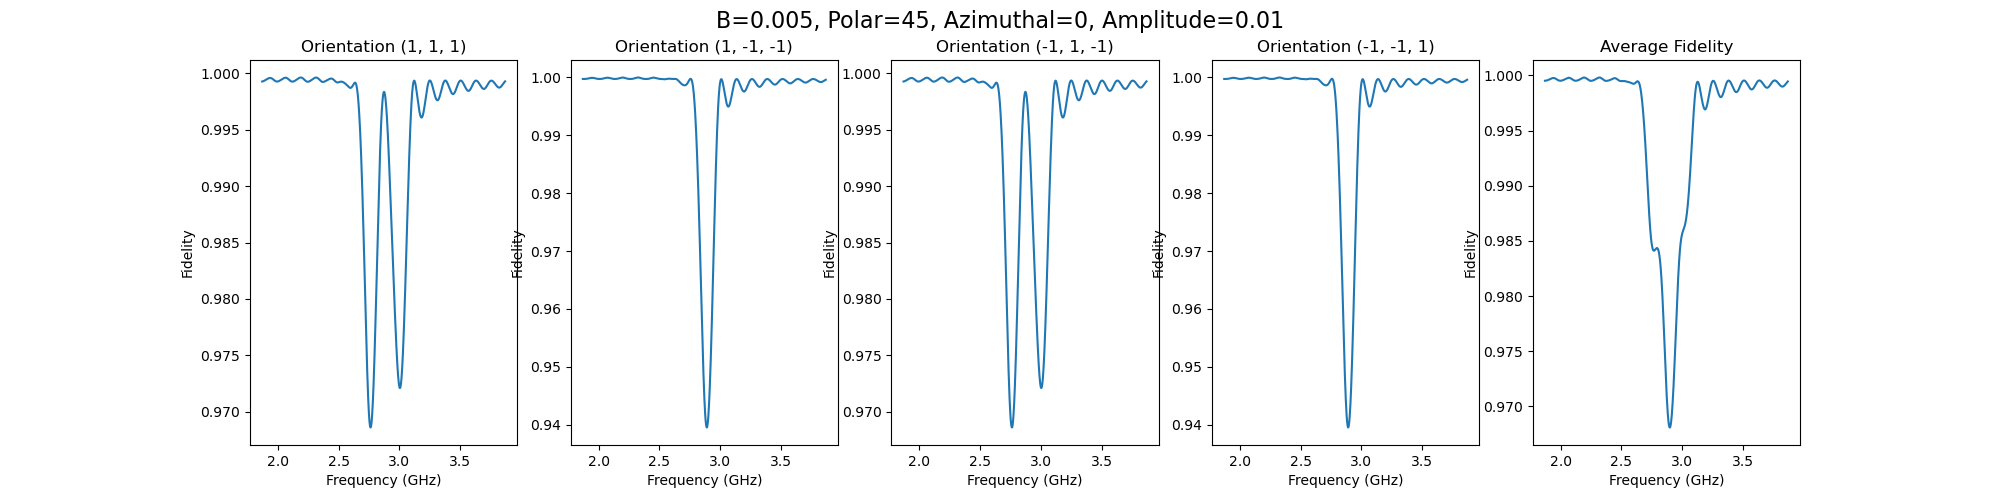 B=0.005, Polar=45, Azimuthal=0, Amplitude=0.01
Orientation (1, 1, 1)
Fidelity
1.000
0.995
0.990
0.985
0.980
0.975
0.970
2.0 2.5 3.0 3.5
Frequency (GHz)
Orientation (1, -1, -1)
Fidelity
1.00
0.99
0.98
0.97
0.96
0.95
0.94
2.0 2.5 3.0 3.5
Frequency (GHz)
Orientation (-1, 1, -1)
Fidelity
1.000
0.995
0.990
0.985
0.980
0.975
0.970
2.0 2.5 3.0 3.5
Frequency (GHz)
Orientation (-1, -1, 1)
Fidelity
1.00
0.99
0.98
0.97
0.96
0.95
0.94
2.0 2.5 3.0 3.5
Frequency (GHz)
Average Fidelity
Fidelity
1.000
0.995
0.990
0.985
0.980
0.975
0.970
2.0 2.5 3.0 3.5
Frequency (GHz)